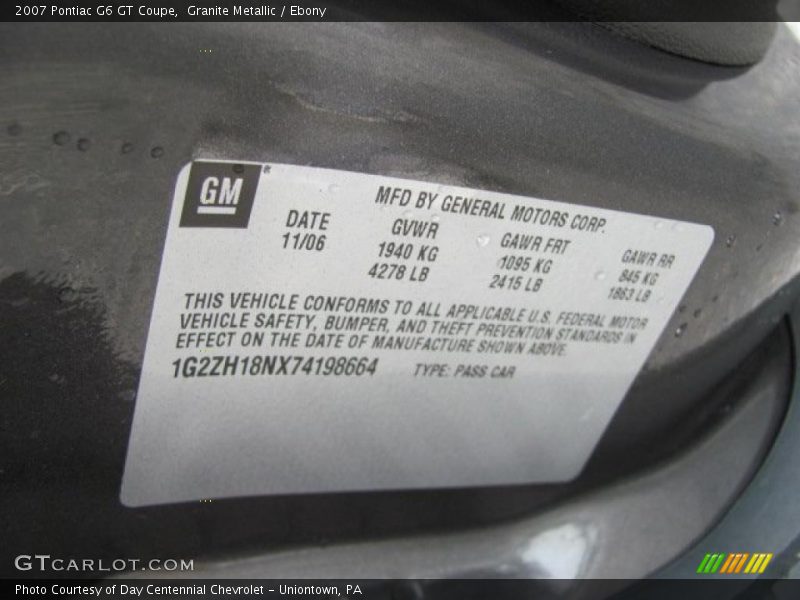 2007 Pontiac G6 GT Coupe, Granite Metallic / Ebony
GM
MFD BY GENERAL MOTORS CORP.
DATE GVWR GAWR FRT GAWR RR
11/06 1940 KG 1095 KG 845 KG
4278 LB 2415 LB 1863 LB
THIS VEHICLE CONFORMS TO ALL APPLICABLE U.S. FEDERAL MOTOR
VEHICLE SAFETY, BUMPER, AND THEFT PREVENTION STANDARDS IN
EFFECT ON THE DATE OF MANUFACTURE SHOWN ABOVE.
1G2ZH18NX74198664 TYPE: PASS CAR
GTCARLOT.COM
Photo Courtesy of Day Centennial Chevrolet - Uniontown, PA